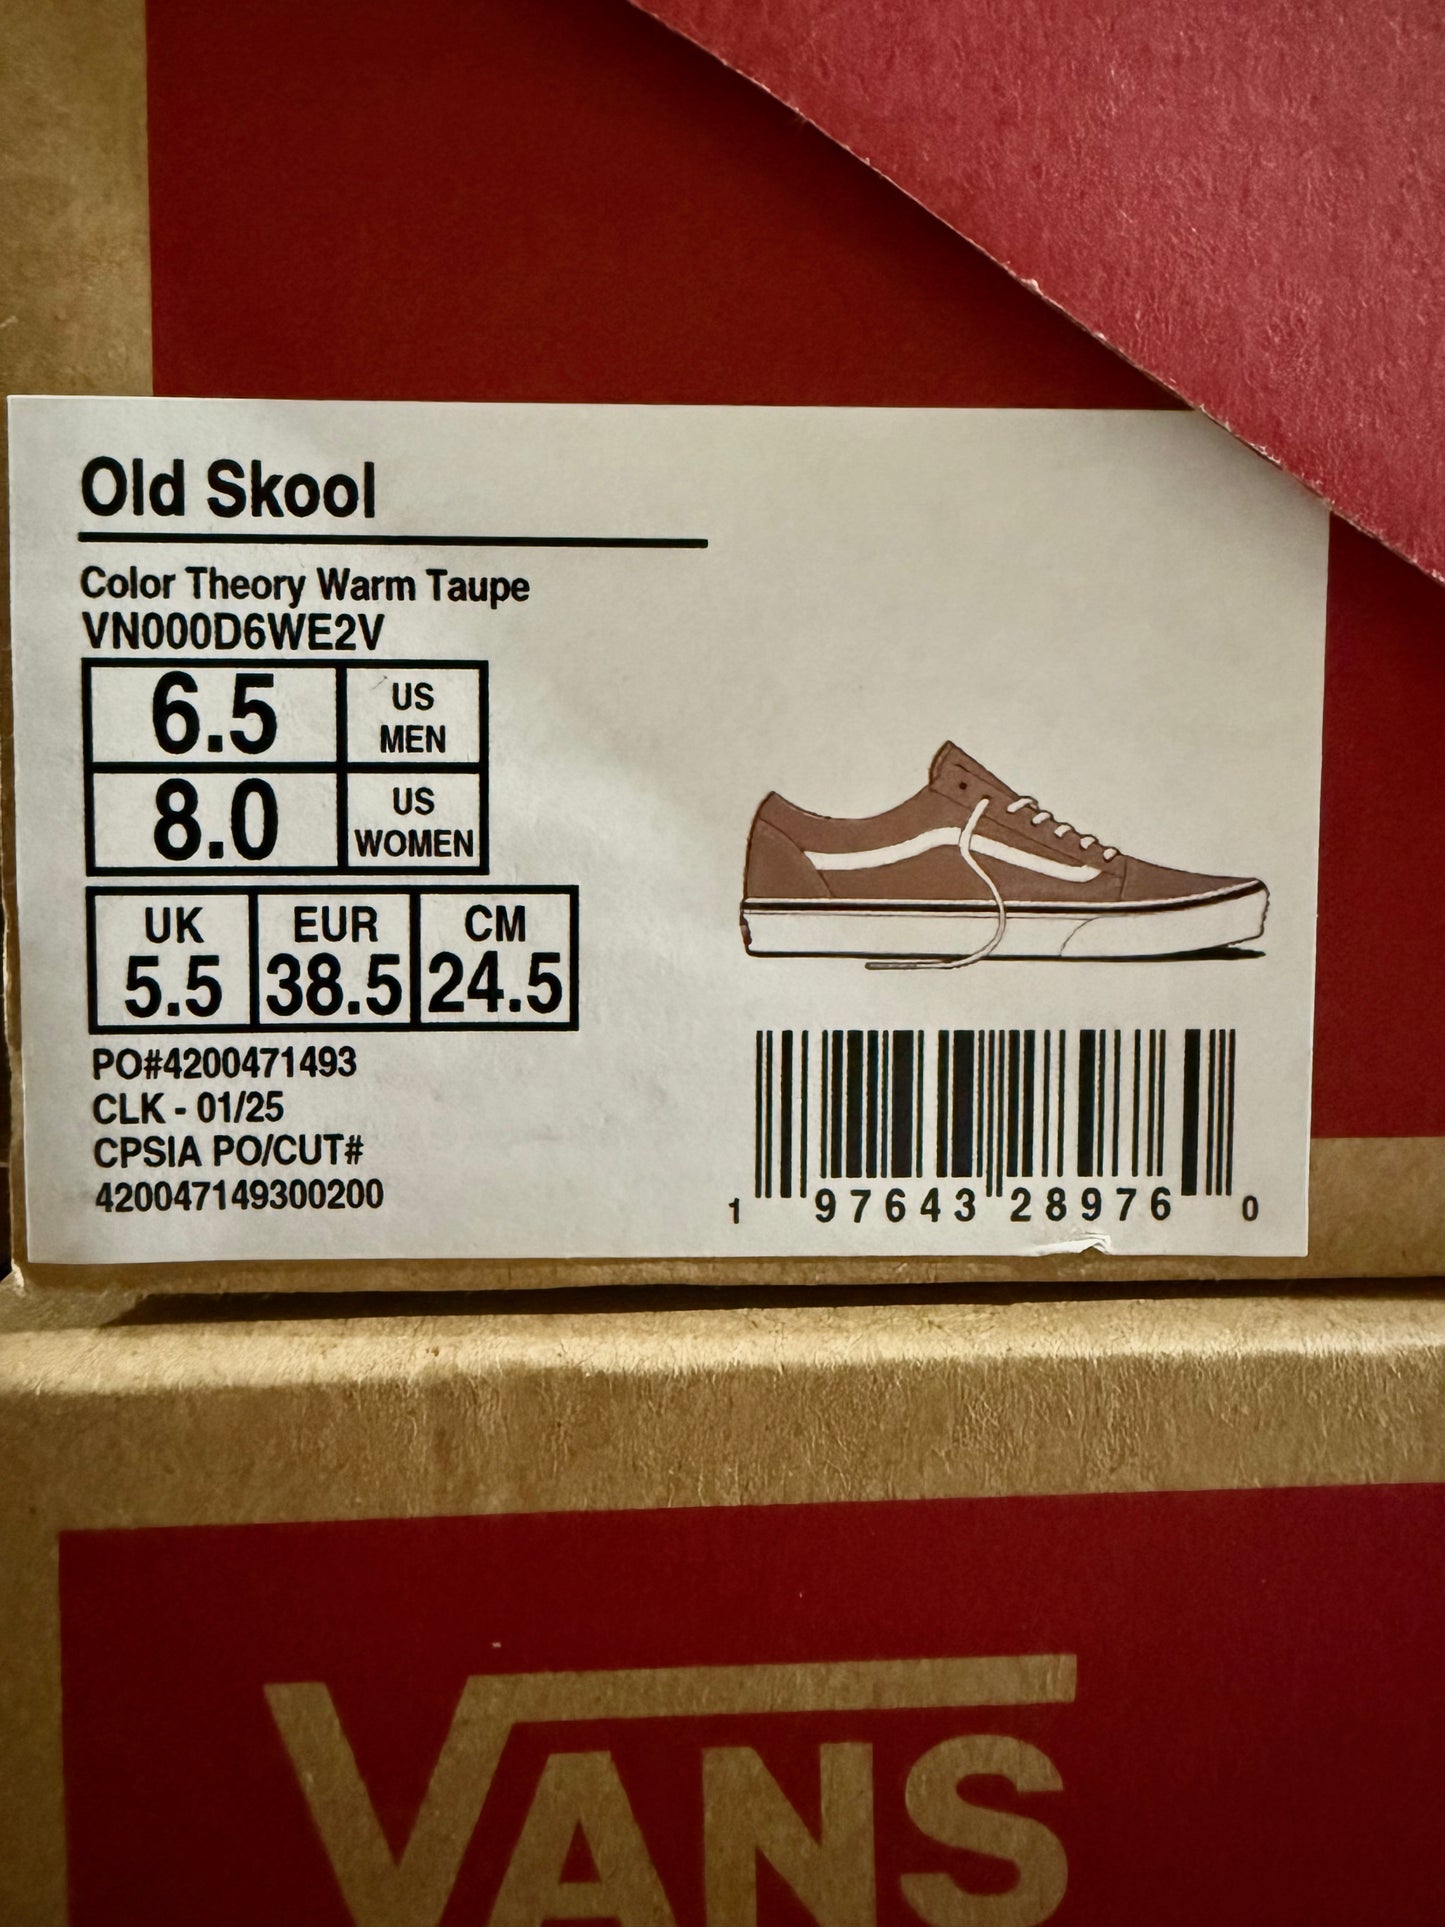 Old Skool
Color Theory Warm Taupe
VN000D6WE2V
6.5 US MEN
8.0 US WOMEN
UK EUR CM
5.5 38.5 24.5
PO#4200471493
CLK - 01/25
CPSIA PO/CUT#
420047149300200
1 97643 28976 0
VANS